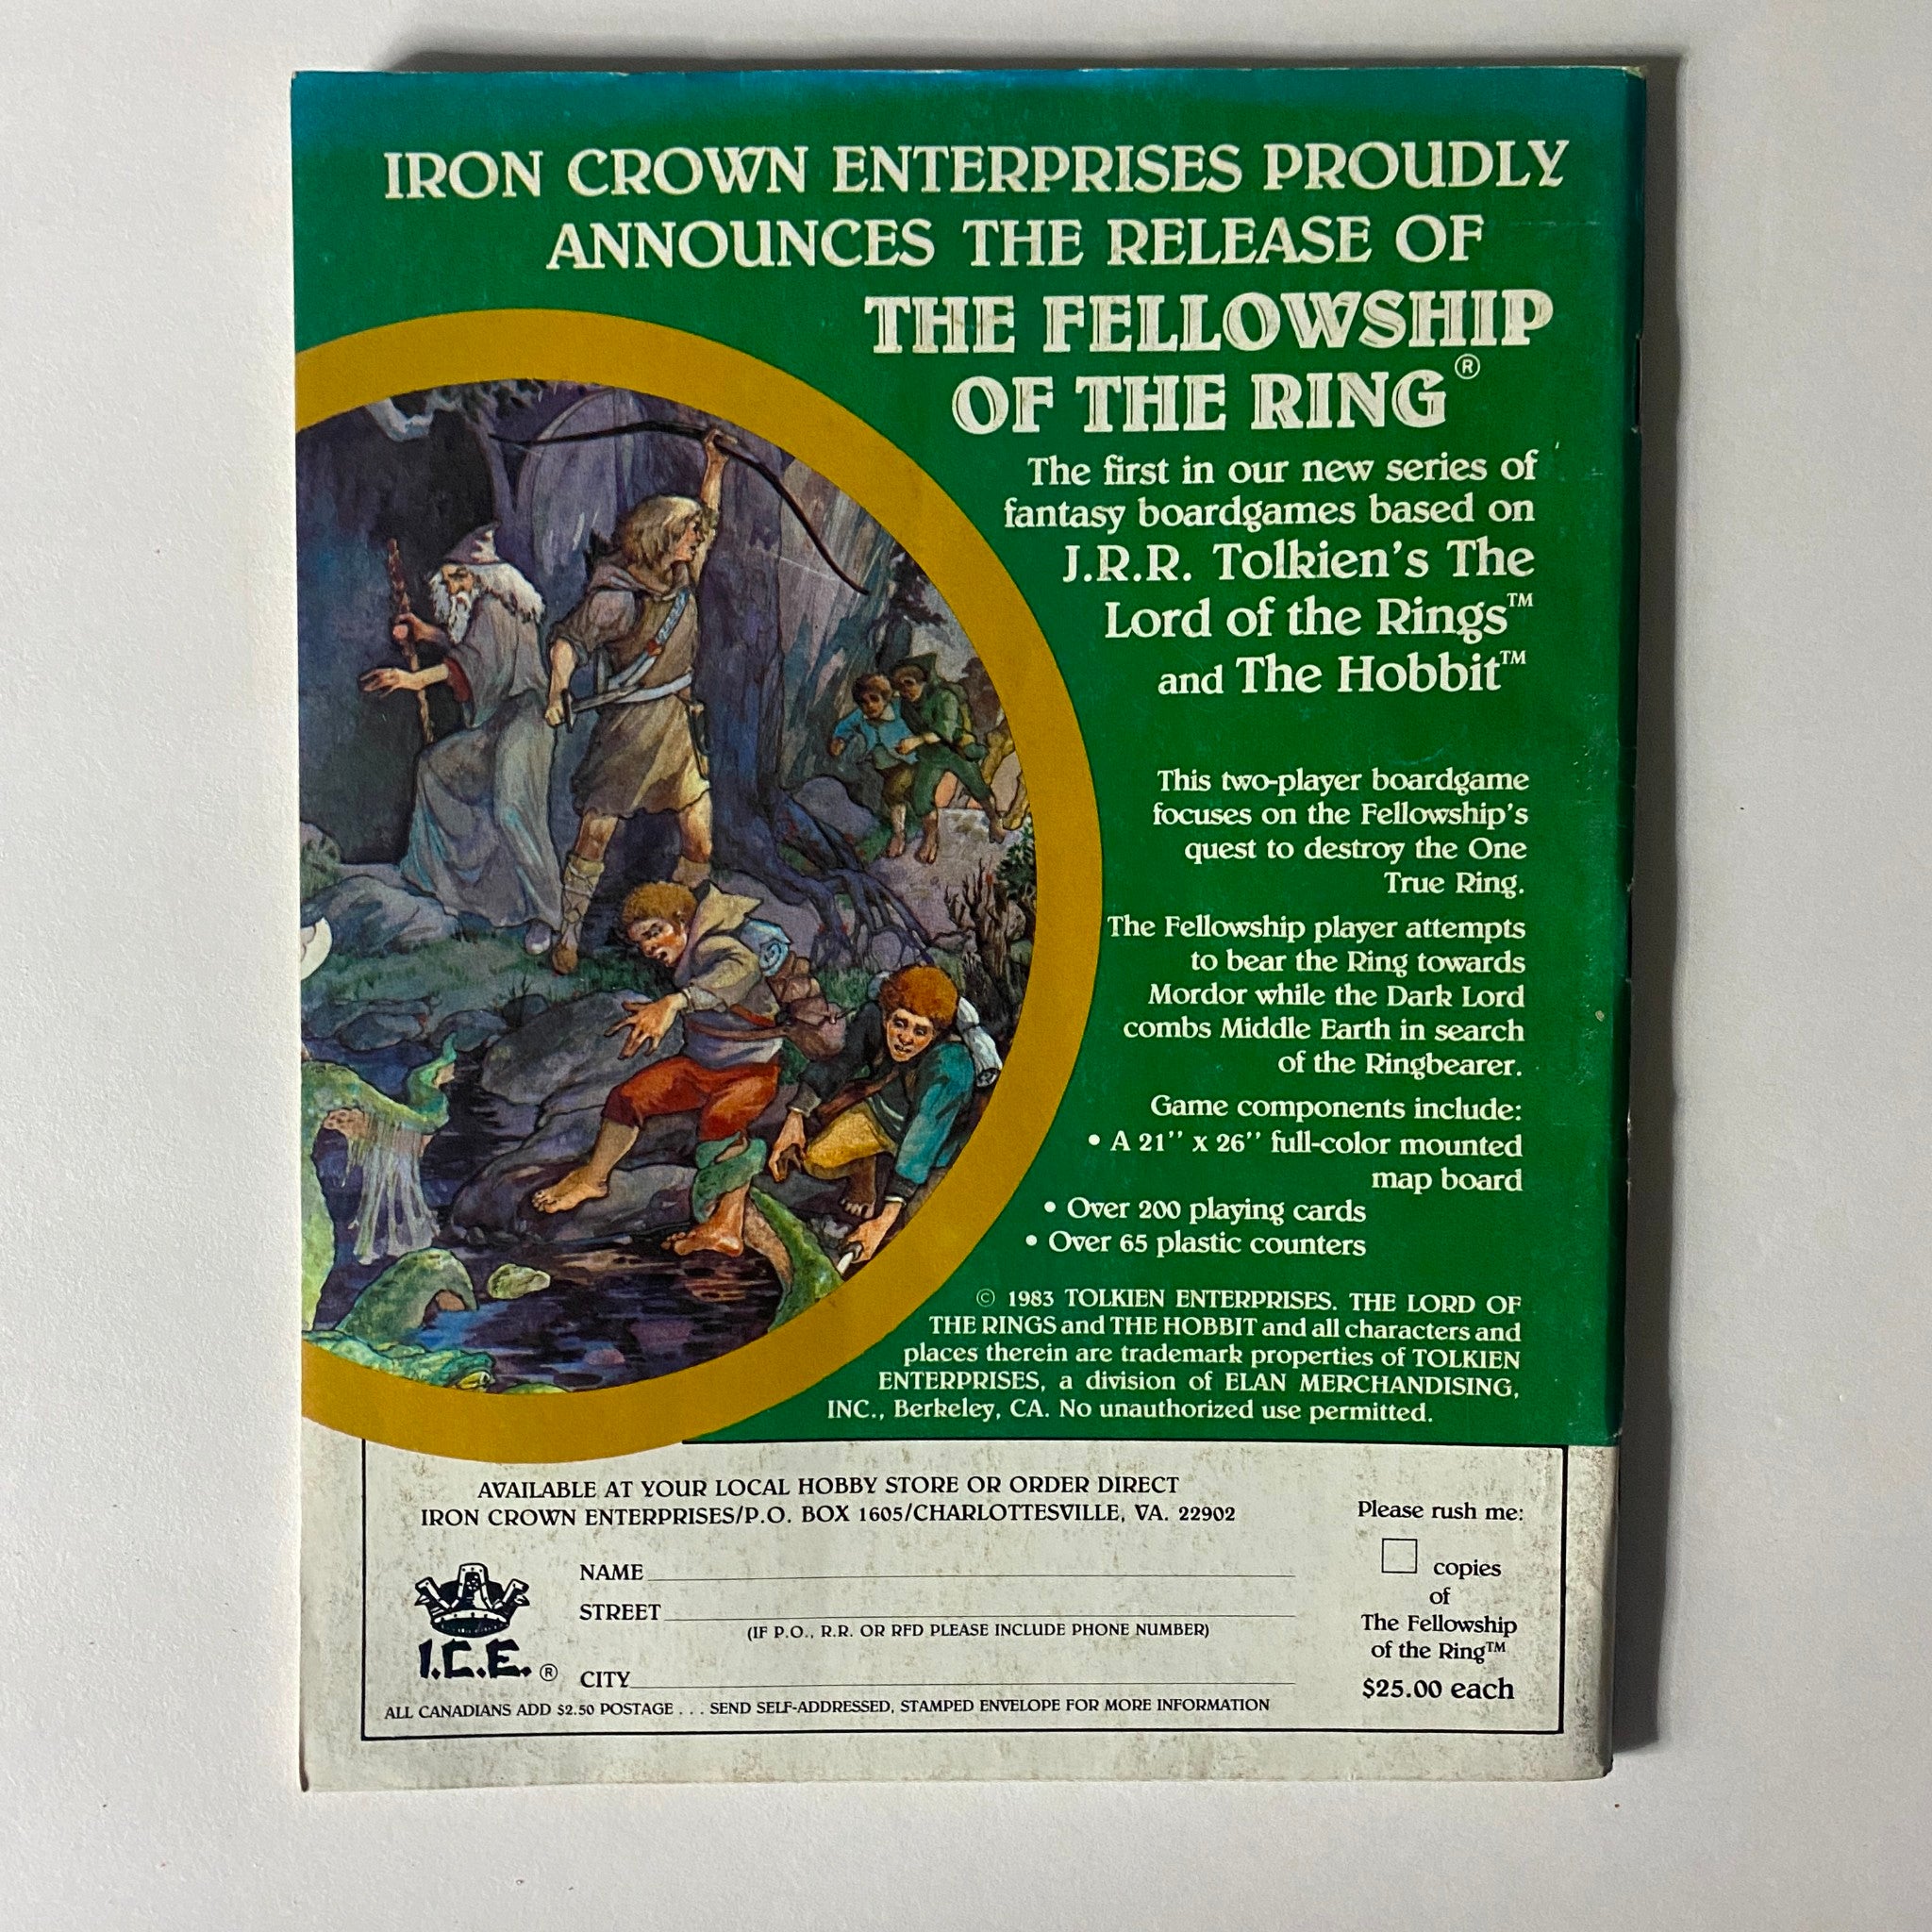 IRON CROWN ENTERPRISES PROUDLY
ANNOUNCES THE RELEASE OF
THE FELLOWSHIP
OF THE RING®
The first in our new series of
fantasy boardgames based on
J.R.R. Tolkien's The
Lord of the Rings™
and The Hobbit™
This two-player boardgame
focuses on the Fellowship's
quest to destroy the One
True Ring.
The Fellowship player attempts
to bear the Ring towards
Mordor while the Dark Lord
combs Middle Earth in search
of the Ringbearer.
Game components include:
• A 21'' x 26'' full-color mounted
map board
• Over 200 playing cards
• Over 65 plastic counters
© 1983 TOLKIEN ENTERPRISES. THE LORD OF
THE RINGS and THE HOBBIT and all characters and
places therein are trademark properties of TOLKIEN
ENTERPRISES, a division of ELAN MERCHANDISING,
INC., Berkeley, CA. No unauthorized use permitted.
AVAILABLE AT YOUR LOCAL HOBBY STORE OR ORDER DIRECT
IRON CROWN ENTERPRISES/P.O. BOX 1605/CHARLOTTESVILLE, VA. 22902
NAME
STREET
(IF P.O., R.R. OR RFD PLEASE INCLUDE PHONE NUMBER)
CITY
I.C.E.®
ALL CANADIANS ADD $2.50 POSTAGE . . . SEND SELF-ADDRESSED, STAMPED ENVELOPE FOR MORE INFORMATION
Please rush me:
copies
of
The Fellowship
of the Ring™
$25.00 each